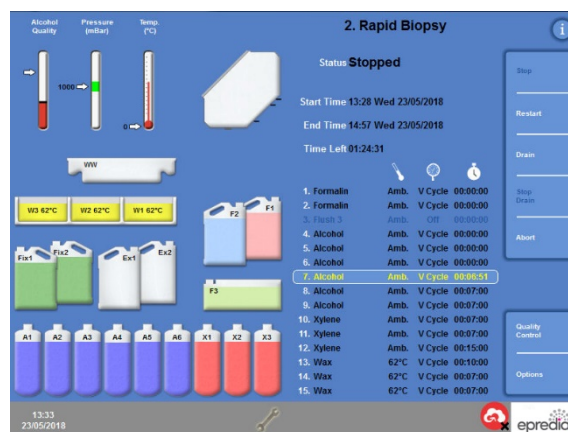 Alcohol Quality
Pressure (mBar)
Temp. (°C)
1000
0
2. Rapid Biopsy
Status Stopped
Start Time 13:28 Wed 23/05/2018
End Time 14:57 Wed 23/05/2018
Time Left 01:24:31
1. Formalin Amb. V Cycle 00:00:00
2. Formalin Amb. V Cycle 00:00:00
3. Flush 3 Amb. Off 00:00:00
4. Alcohol Amb. V Cycle 00:00:00
5. Alcohol Amb. V Cycle 00:00:00
6. Alcohol Amb. V Cycle 00:00:00
7. Alcohol Amb. V Cycle 00:06:51
8. Alcohol Amb. V Cycle 00:07:00
9. Alcohol Amb. V Cycle 00:07:00
10. Xylene Amb. V Cycle 00:07:00
11. Xylene Amb. V Cycle 00:07:00
12. Xylene Amb. V Cycle 00:15:00
13. Wax 62°C V Cycle 00:10:00
14. Wax 62°C V Cycle 00:07:00
15. Wax 62°C V Cycle 00:07:00
WW
W3 62°C W2 62°C W1 62°C
F2 F1
Fix1 Fix2 Ex1 Ex2
F3
A1 A2 A3 A4 A5 A6 X1 X2 X3
i
Stop
Restart
Drain
Stop Drain
Abort
Quality Control
Options
13:33
23/05/2018
epredia